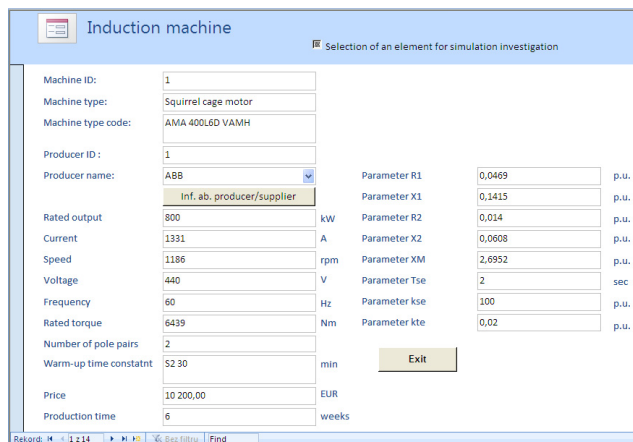 Induction machine
Selection of an element for simulation investigation
Machine ID: 1
Machine type: Squirrel cage motor
Machine type code: AMA 400L6D VAMH
Producer ID : 1
Producer name: ABB Parameter R1 0,0469 p.u.
Inf. ab. producer/supplier Parameter X1 0,1415 p.u.
Rated output 800 kW Parameter R2 0,014 p.u.
Current 1331 A Parameter X2 0,0608 p.u.
Speed 1186 rpm Parameter XM 2,6952 p.u.
Voltage 440 V Parameter Tse 2 sec
Frequency 60 Hz Parameter kse 100 p.u.
Rated torque 6439 Nm Parameter kte 0,02 p.u.
Number of pole pairs 2
Warm-up time constatnt S2 30 min Exit
Price 10 200,00 EUR
Production time 6 weeks
Rekord: 1 z 14 Bez filtru Find